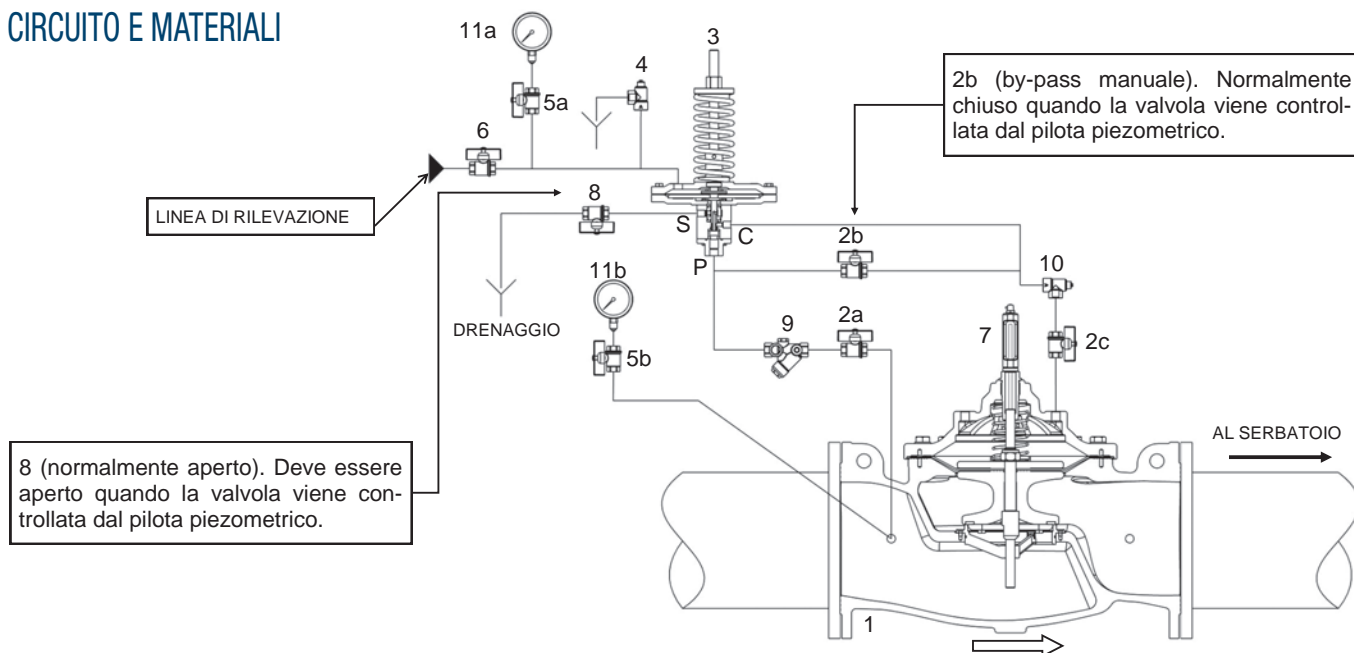 CIRCUITO E MATERIALI
11a
3
4
5a
6
2b (by-pass manuale). Normalmente
chiuso quando la valvola viene control-
lata dal pilota piezometrico.
LINEA DI RILEVAZIONE
8
S
C
P
2b
10
11b
DRENAGGIO
9
2a
7
2c
5b
8 (normalmente aperto). Deve essere
aperto quando la valvola viene con-
trollata dal pilota piezometrico.
AL SERBATOIO
1